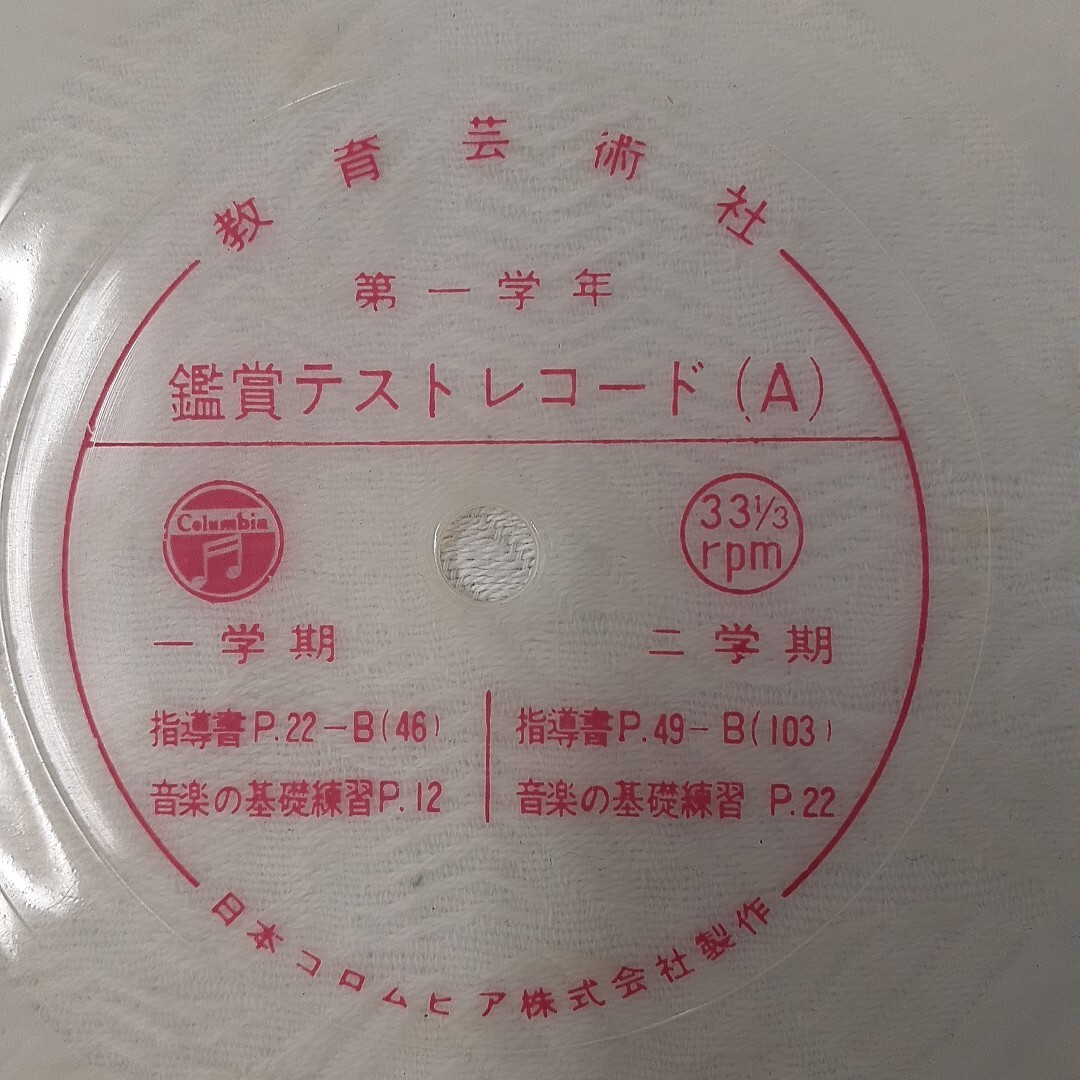 教育芸術社
第一学年
鑑賞テストレコード(A)
Columbia
33⅓
rpm
一学期
二学期
指導書P.22-B(46)
音楽の基礎練習P.12
指導書P.49-B(103)
音楽の基礎練習 P.22
日本コロムビア株式会社製作